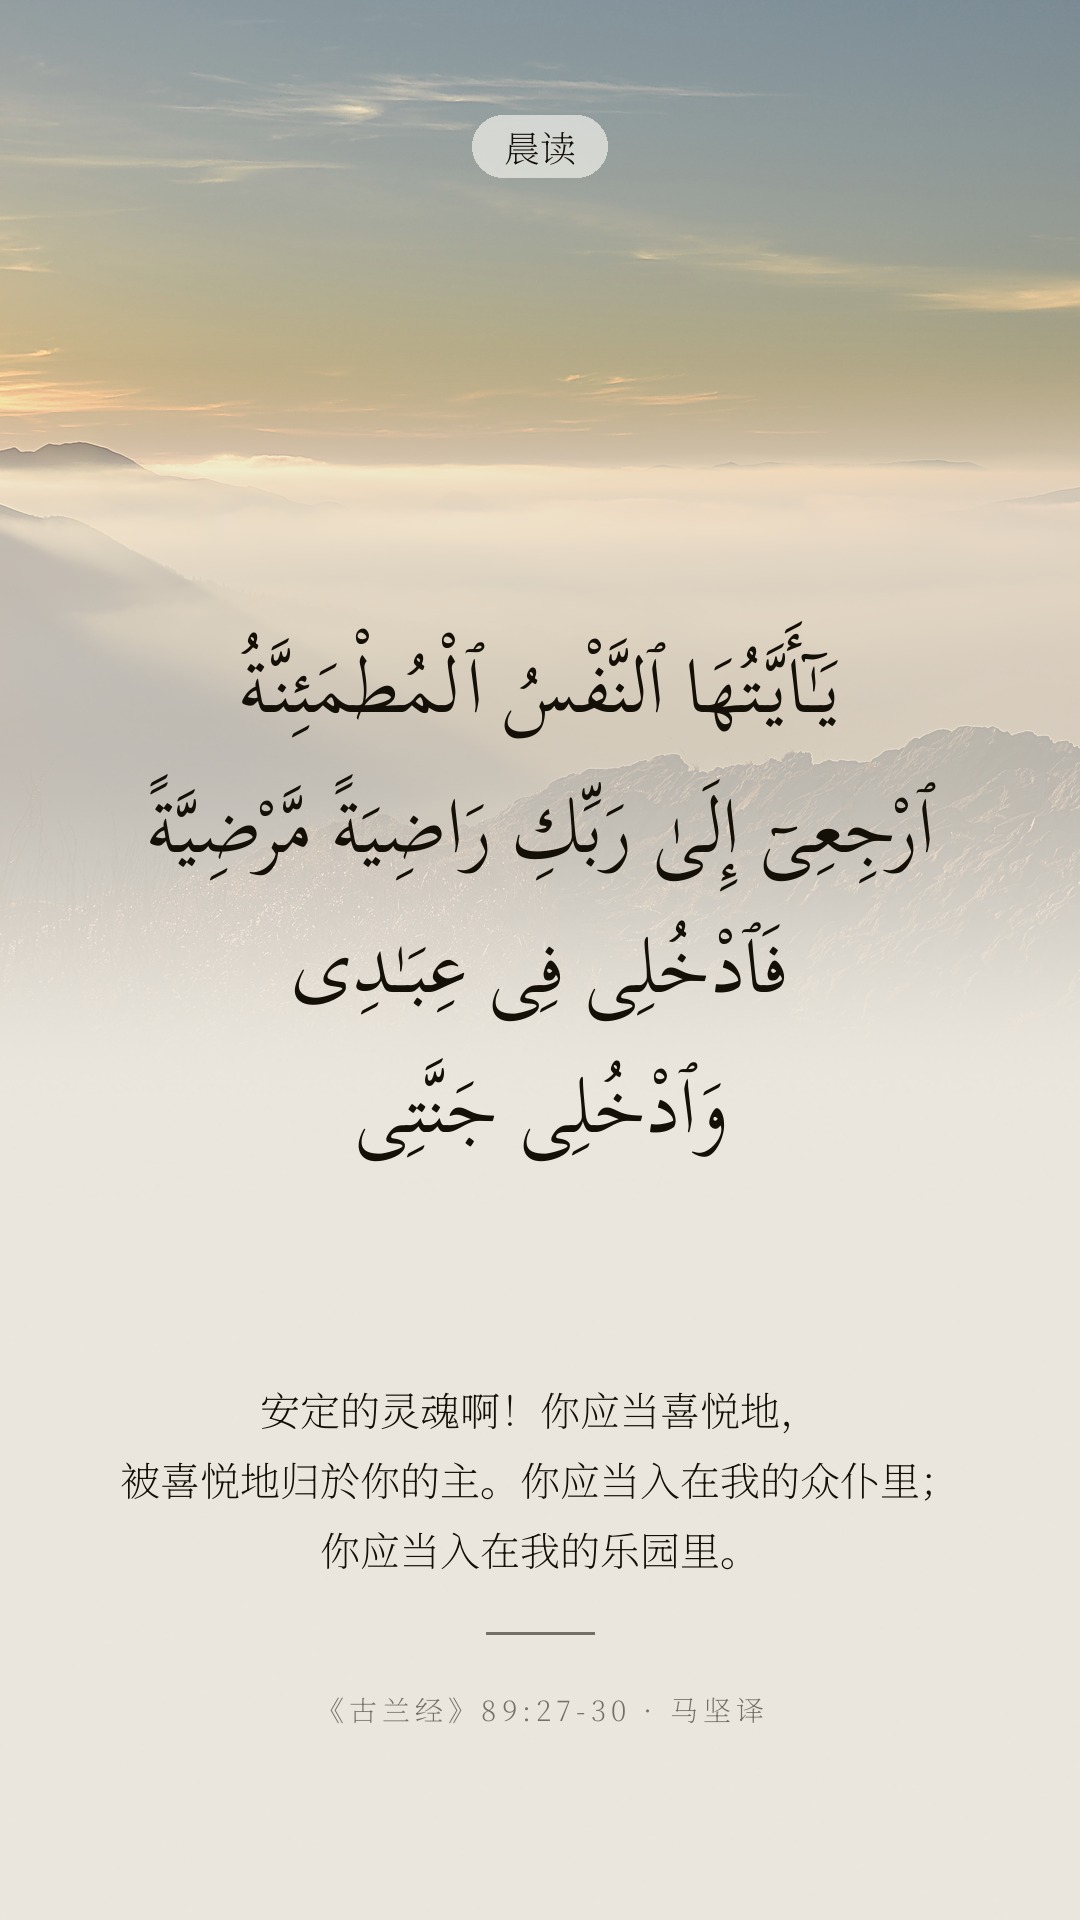 晨读
يَـٰٓأَيَّتُهَا ٱلنَّفْسُ ٱلْمُطْمَئِنَّةُ
ٱرْجِعِىٓ إِلَىٰ رَبِّكِ رَاضِيَةً مَّرْضِيَّةً
فَٱدْخُلِى فِى عِبَـٰدِى
وَٱدْخُلِى جَنَّتِى
安定的灵魂啊！你应当喜悦地，
被喜悦地归於你的主。你应当入在我的众仆里；
你应当入在我的乐园里。
《古兰经》89:27-30 · 马坚译